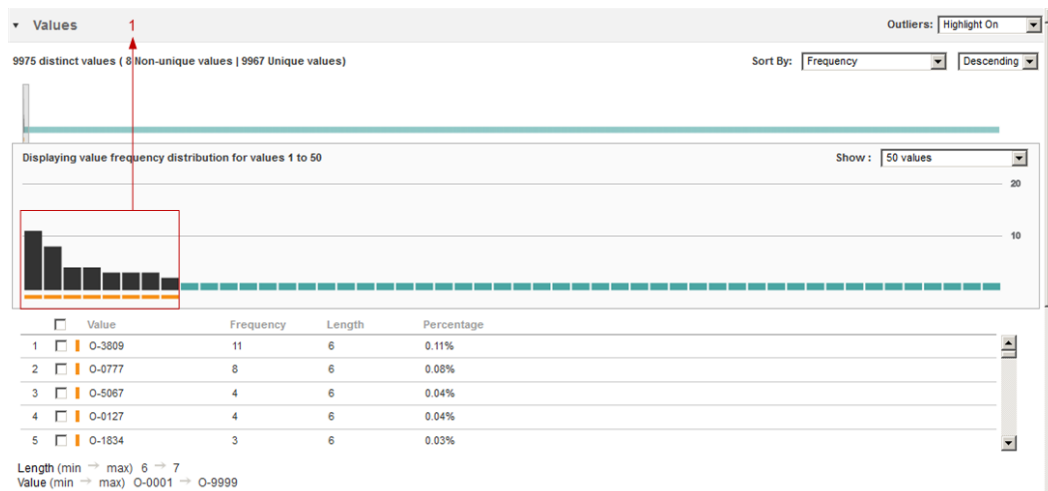 Values 1 Outliers: Highlight On
9975 distinct values ( 8 Non-unique values | 9967 Unique values) Sort By: Frequency Descending
Displaying value frequency distribution for values 1 to 50 Show : 50 values
20
10
Value Frequency Length Percentage
1 O-3809 11 6 0.11%
2 O-0777 8 6 0.08%
3 O-5067 4 6 0.04%
4 O-0127 4 6 0.04%
5 O-1834 3 6 0.03%
Length (min → max) 6 → 7
Value (min → max) O-0001 → O-9999